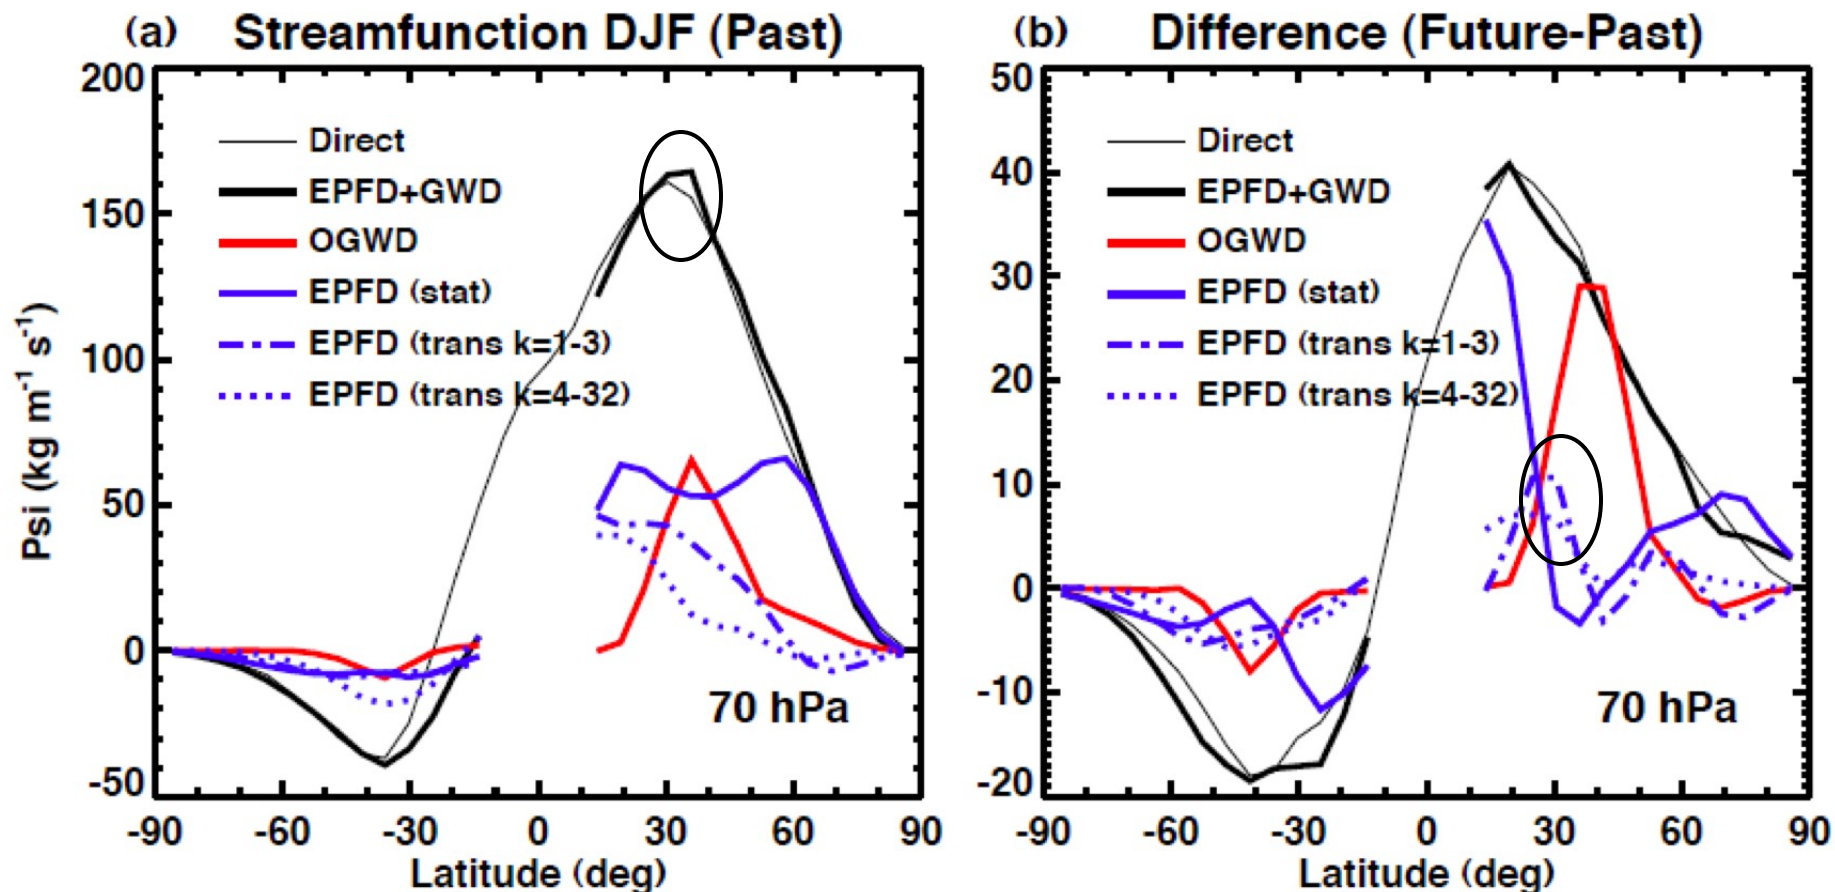 (a) Streamfunction DJF (Past)
200
150
100
50
0
-50
Psi (kg m-1 s-1)
Direct
EPFD+GWD
OGWD
EPFD (stat)
EPFD (trans k=1-3)
EPFD (trans k=4-32)
70 hPa
-90 -60 -30 0 30 60 90
Latitude (deg)
(b) Difference (Future-Past)
50
40
30
20
10
0
-10
-20
Direct
EPFD+GWD
OGWD
EPFD (stat)
EPFD (trans k=1-3)
EPFD (trans k=4-32)
70 hPa
-90 -60 -30 0 30 60 90
Latitude (deg)